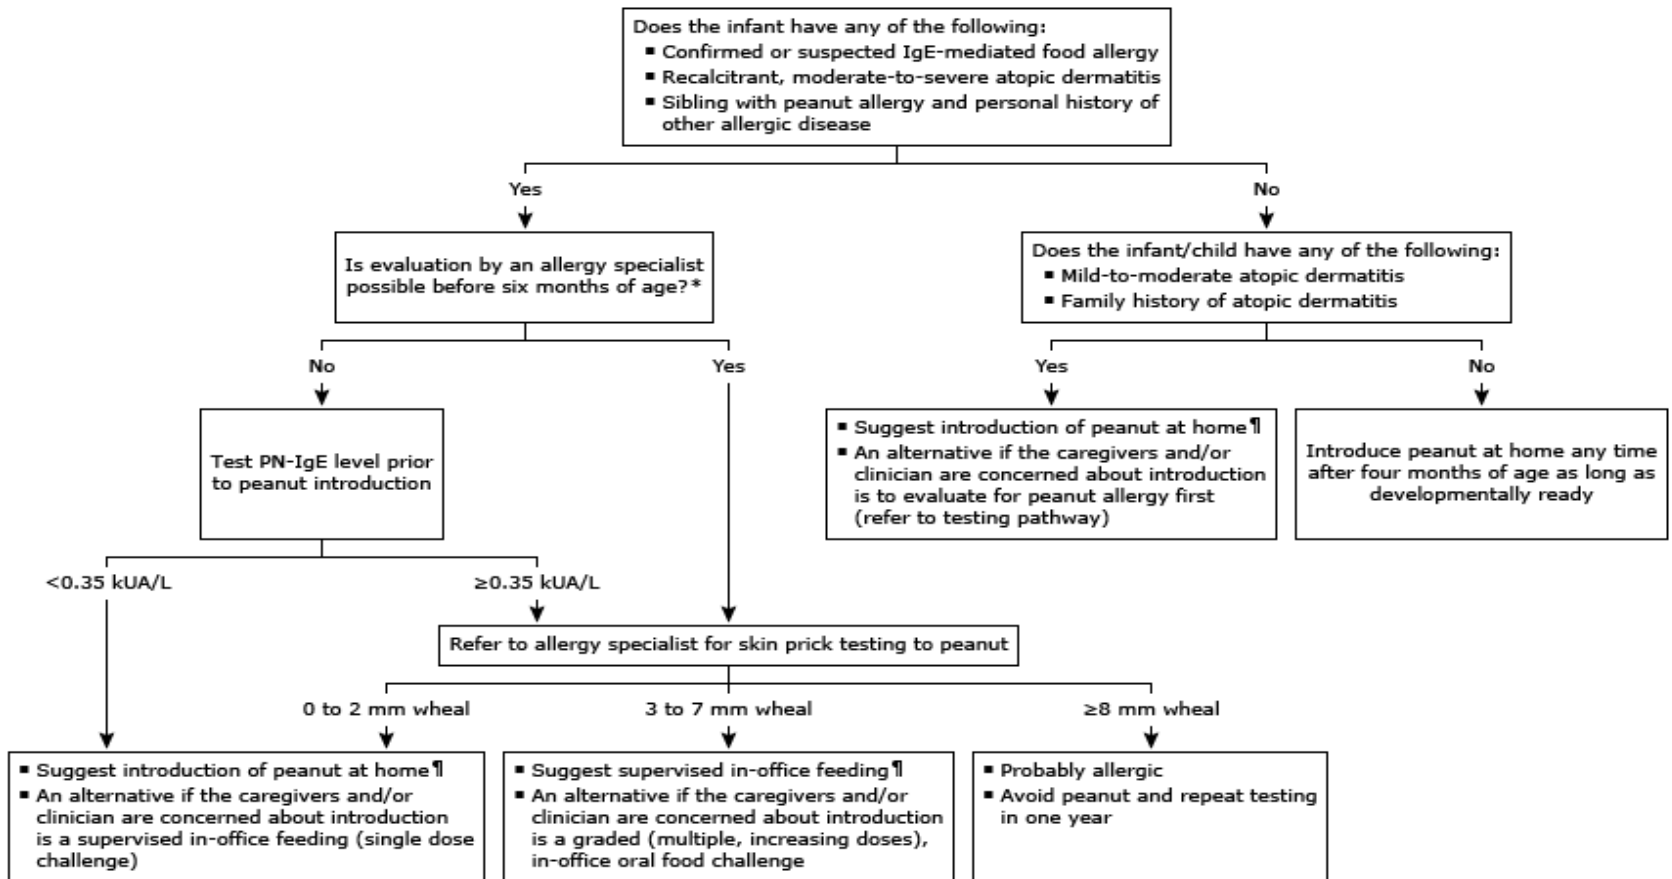 Does the infant have any of the following:
▪ Confirmed or suspected IgE-mediated food allergy
▪ Recalcitrant, moderate-to-severe atopic dermatitis
▪ Sibling with peanut allergy and personal history of
other allergic disease
Yes
No
Is evaluation by an allergy specialist
possible before six months of age?*
Does the infant/child have any of the following:
▪ Mild-to-moderate atopic dermatitis
▪ Family history of atopic dermatitis
No
Yes
Yes
No
Test PN-IgE level prior
to peanut introduction
▪ Suggest introduction of peanut at home¶
▪ An alternative if the caregivers and/or
clinician are concerned about introduction
is to evaluate for peanut allergy first
(refer to testing pathway)
Introduce peanut at home any time
after four months of age as long as
developmentally ready
<0.35 kUA/L
≥0.35 kUA/L
Refer to allergy specialist for skin prick testing to peanut
0 to 2 mm wheal
3 to 7 mm wheal
≥8 mm wheal
▪ Suggest introduction of peanut at home¶
▪ An alternative if the caregivers and/or
clinician are concerned about introduction
is a supervised in-office feeding (single dose
challenge)
▪ Suggest supervised in-office feeding¶
▪ An alternative if the caregivers and/or
clinician are concerned about introduction
is a graded (multiple, increasing doses),
in-office oral food challenge
▪ Probably allergic
▪ Avoid peanut and repeat testing
in one year